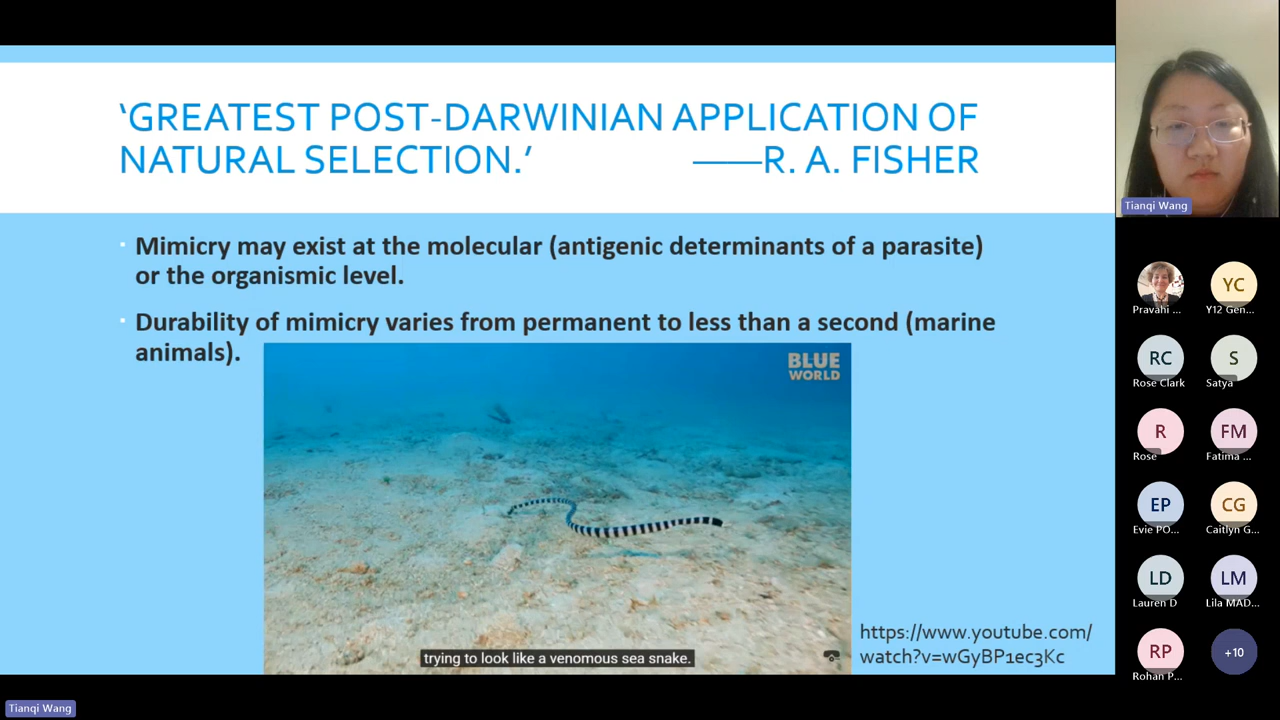 ‘GREATEST POST-DARWINIAN APPLICATION OF
NATURAL SELECTION.’ ——R. A. FISHER
Mimicry may exist at the molecular (antigenic determinants of a parasite)
or the organismic level.
Durability of mimicry varies from permanent to less than a second (marine
animals).
BLUE
WORLD
trying to look like a venomous sea snake.
https://www.youtube.com/
watch?v=wGyBP1ec3Kc
Tianqi Wang
Pravahi ...
YC
Y12 Gen...
RC
Rose Clark
S
Satya
R
Rose
FM
Fatima ...
EP
Evie PO...
CG
Caitlyn G...
LD
Lauren D
LM
Lila MAD...
RP
Rohan P...
+10
Tianqi Wang